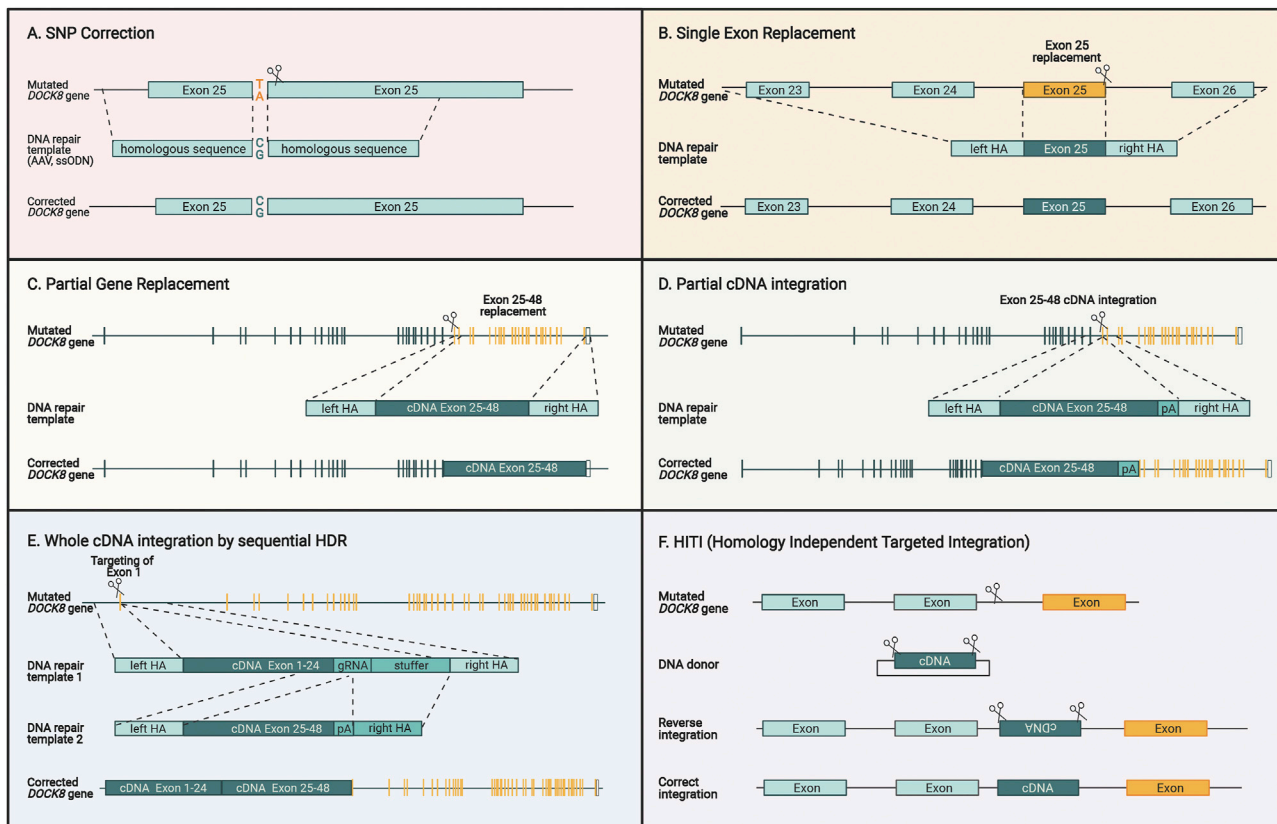 A. SNP Correction
Mutated
DOCK8 gene
Exon 25
T
A
Exon 25
DNA repair
template
(AAV, ssODN)
homologous sequence
C
G
homologous sequence
Corrected
DOCK8 gene
Exon 25
C
G
Exon 25
B. Single Exon Replacement
Exon 25
replacement
Mutated
DOCK8 gene
Exon 23
Exon 24
Exon 25
Exon 26
DNA repair
template
left HA
Exon 25
right HA
Corrected
DOCK8 gene
Exon 23
Exon 24
Exon 25
Exon 26
C. Partial Gene Replacement
Exon 25-48
replacement
Mutated
DOCK8 gene
DNA repair
template
left HA
cDNA Exon 25-48
right HA
Corrected
DOCK8 gene
cDNA Exon 25-48
D. Partial cDNA integration
Exon 25-48 cDNA integration
Mutated
DOCK8 gene
DNA repair
template
left HA
cDNA Exon 25-48
pA
right HA
Corrected
DOCK8 gene
cDNA Exon 25-48
pA
E. Whole cDNA integration by sequential HDR
Targeting of
Exon 1
Mutated
DOCK8 gene
DNA repair
template 1
left HA
cDNA Exon 1-24
gRNA
stuffer
right HA
DNA repair
template 2
left HA
cDNA Exon 25-48
pA
right HA
Corrected
DOCK8 gene
cDNA Exon 1-24
cDNA Exon 25-48
F. HITI (Homology Independent Targeted Integration)
Mutated
DOCK8 gene
Exon
Exon
Exon
DNA donor
cDNA
Reverse
integration
Exon
Exon
cDNA
Exon
Correct
integration
Exon
Exon
cDNA
Exon